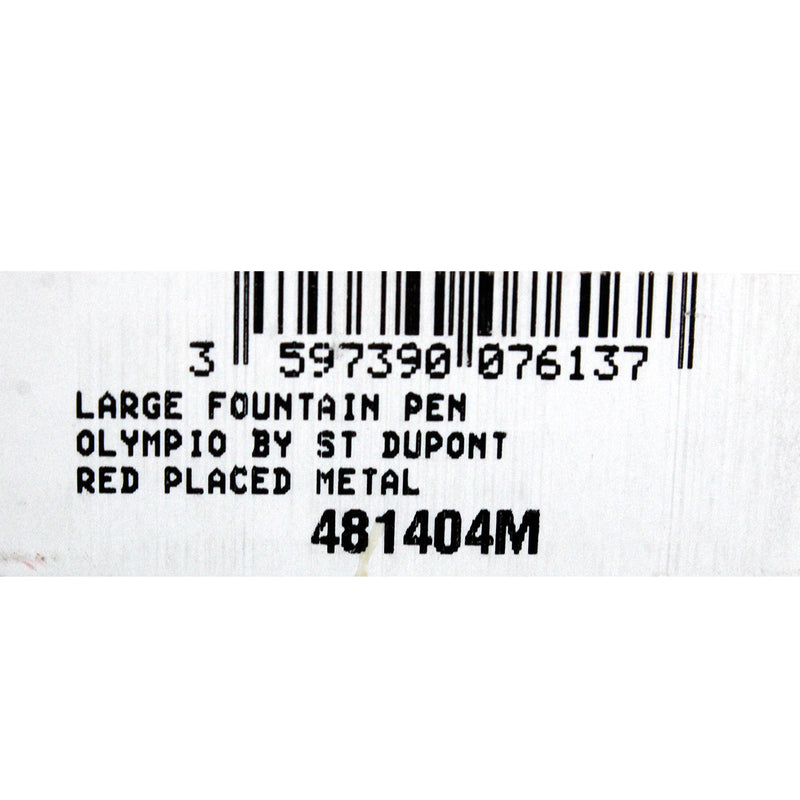 3 597390 076137
LARGE FOUNTAIN PEN
OLYMPIO BY ST DUPONT
RED PLACED METAL
481404M